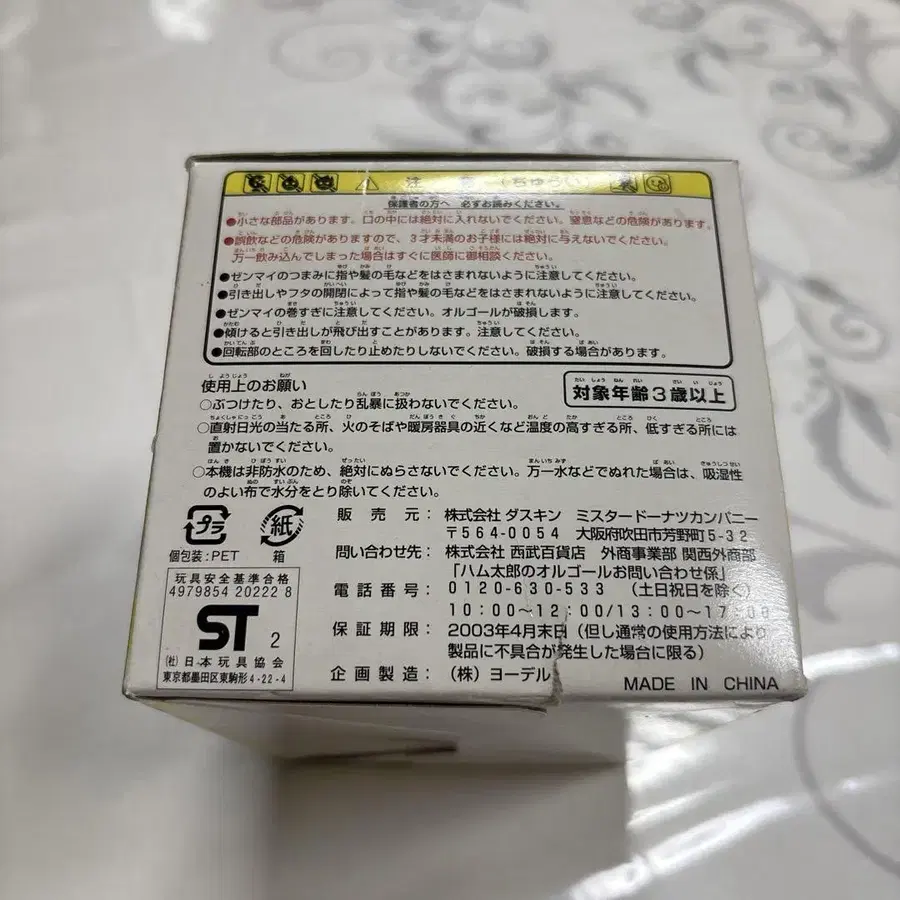 注 意 (ちゅうい)
保護者の方へ 必ずお読みください。
●小さな部品があります。口の中には絶対に入れないでください。窒息などの危険があります。
●誤飲などの危険がありますので、3才未満のお子様には絶対に与えないでください。
万一飲み込んでしまった場合はすぐに医師に御相談ください。
●ゼンマイのつまみに指や髪の毛などをはさまれないように注意してください。
●引き出しやフタの開閉によって指や髪の毛などをはさまれないように注意してください。
●ゼンマイの巻すぎに注意してください。オルゴールが破損します。
●傾けると引き出しが飛び出すことがあります。注意してください。
●回転部のところを回したり止めたりしないでください。破損する場合があります。
使用上のお願い
対象年齢3歳以上
○ぶつけたり、おとしたり乱暴に扱わないでください。
○直射日光の当たる所、火のそばや暖房器具の近くなど温度の高すぎる所、低すぎる所には
置かないでください。
○本機は非防水のため、絶対にぬらさないでください。万一水などでぬれた場合は、吸湿性
のよい布で水分をとり除いてください。
プラ
個包装:PET
紙
箱
玩具安全基準合格
4979854 20222 8
ST 2
(社)日本玩具協会
東京都墨田区東駒形4-22-4
販売元:株式会社 ダスキン ミスタードーナツカンパニー
〒564-0054 大阪府吹田市芳野町5-32
問い合わせ先:株式会社 西武百貨店 外商事業部 関西外商部
「ハム太郎のオルゴールお問い合わせ係」
電話番号:0120-630-533 (土日祝日を除く)
10:00~12:00/13:00~17:00
保証期限:2003年4月末日(但し通常の使用方法により
製品に不具合が発生した場合に限る)
企画製造:(株)ヨーデル
MADE IN CHINA